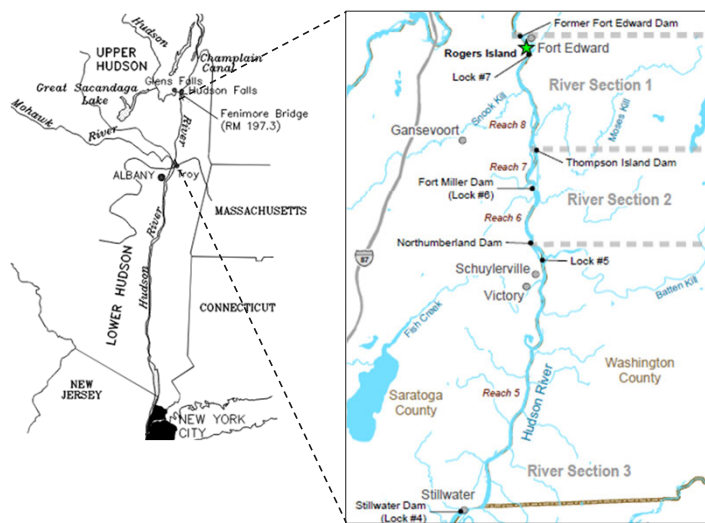 Hudson
UPPER
HUDSON
Champlain
Canal
Glens Falls
Hudson Falls
Great Sacandaga
Lake
Fenimore Bridge
(RM 197.3)
Mohawk
River
River
ALBANY
Troy
MASSACHUSETTS
River
Hudson
LOWER HUDSON
CONNECTICUT
NEW
JERSEY
NEW YORK
CITY
Former Fort Edward Dam
Rogers Island
Fort Edward
Lock #7
River Section 1
Snook Kill
Reach 8
Moses Kill
Gansevoort
Reach 7
Thompson Island Dam
Fort Miller Dam
(Lock #6)
River Section 2
Reach 6
Northumberland Dam
87
Lock #5
Schuylerville
Victory
Batten Kill
Fish Creek
Washington
County
Saratoga
County
Reach 5
Hudson River
River Section 3
Stillwater
Stillwater Dam
(Lock #4)